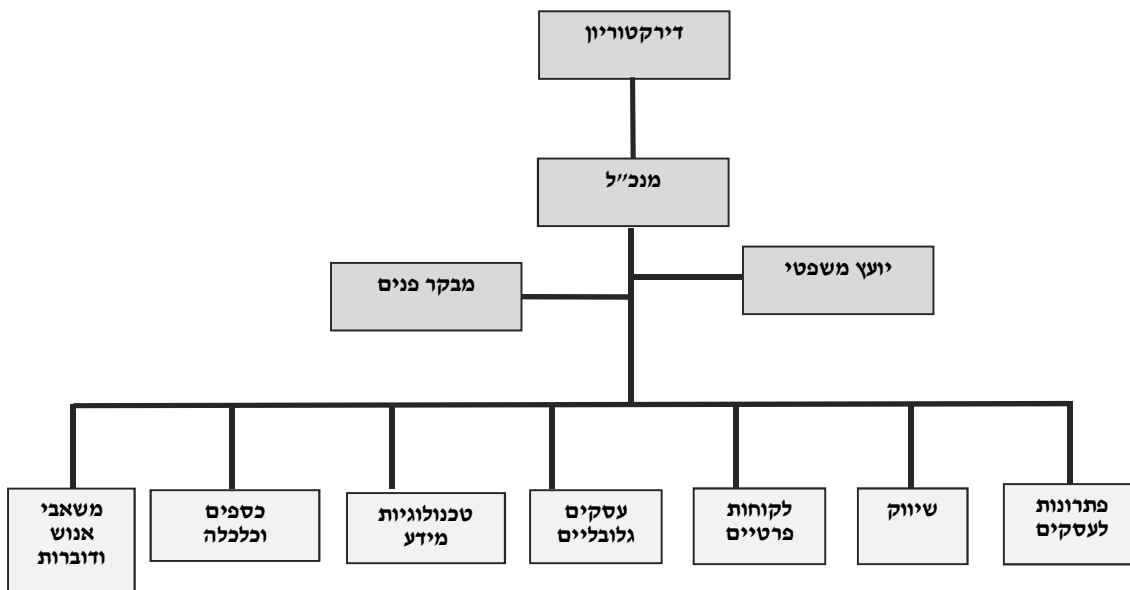 דירקטוריון
מנכ״ל
יועץ משפטי
מבקר פנים
פתרונות
לעסקים
שיווק
לקוחות
פרטיים
עסקים
גלובליים
טכנולוגיות
מידע
כספים
וכלכלה
משאבי
אנוש
ודוברות